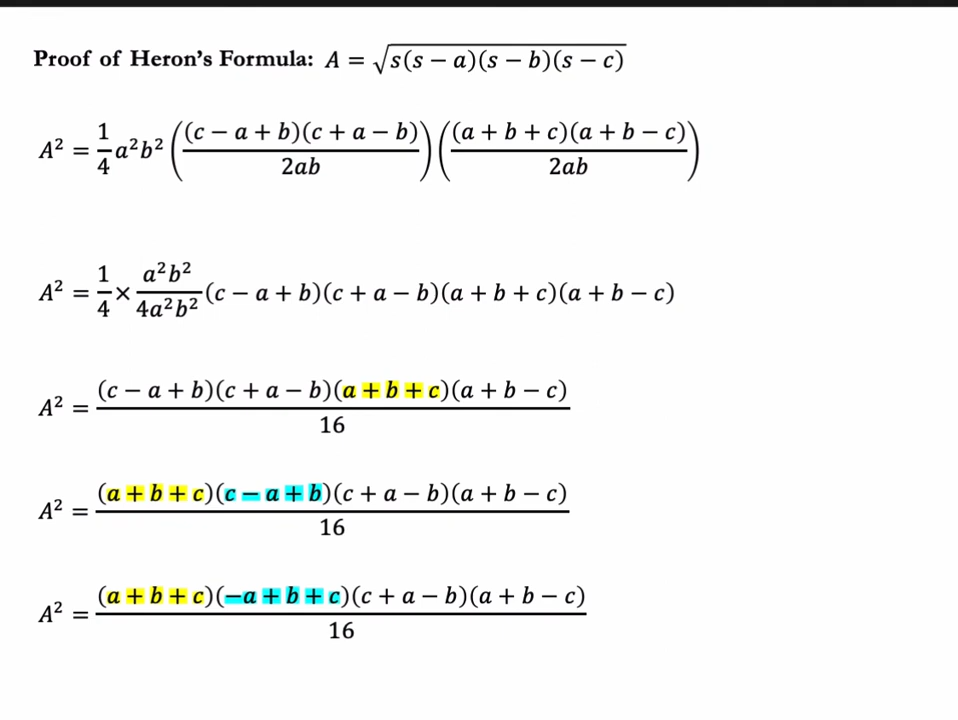 Proof of Heron's Formula: A = √(s(s − a)(s − b)(s − c))
A² = 1/4 a²b² ((c − a + b)(c + a − b)/2ab) ((a + b + c)(a + b − c)/2ab)
A² = 1/4 × a²b²/4a²b² (c − a + b)(c + a − b)(a + b + c)(a + b − c)
A² = (c − a + b)(c + a − b)(a + b + c)(a + b − c)/16
A² = (a + b + c)(c − a + b)(c + a − b)(a + b − c)/16
A² = (a + b + c)(−a + b + c)(c + a − b)(a + b − c)/16